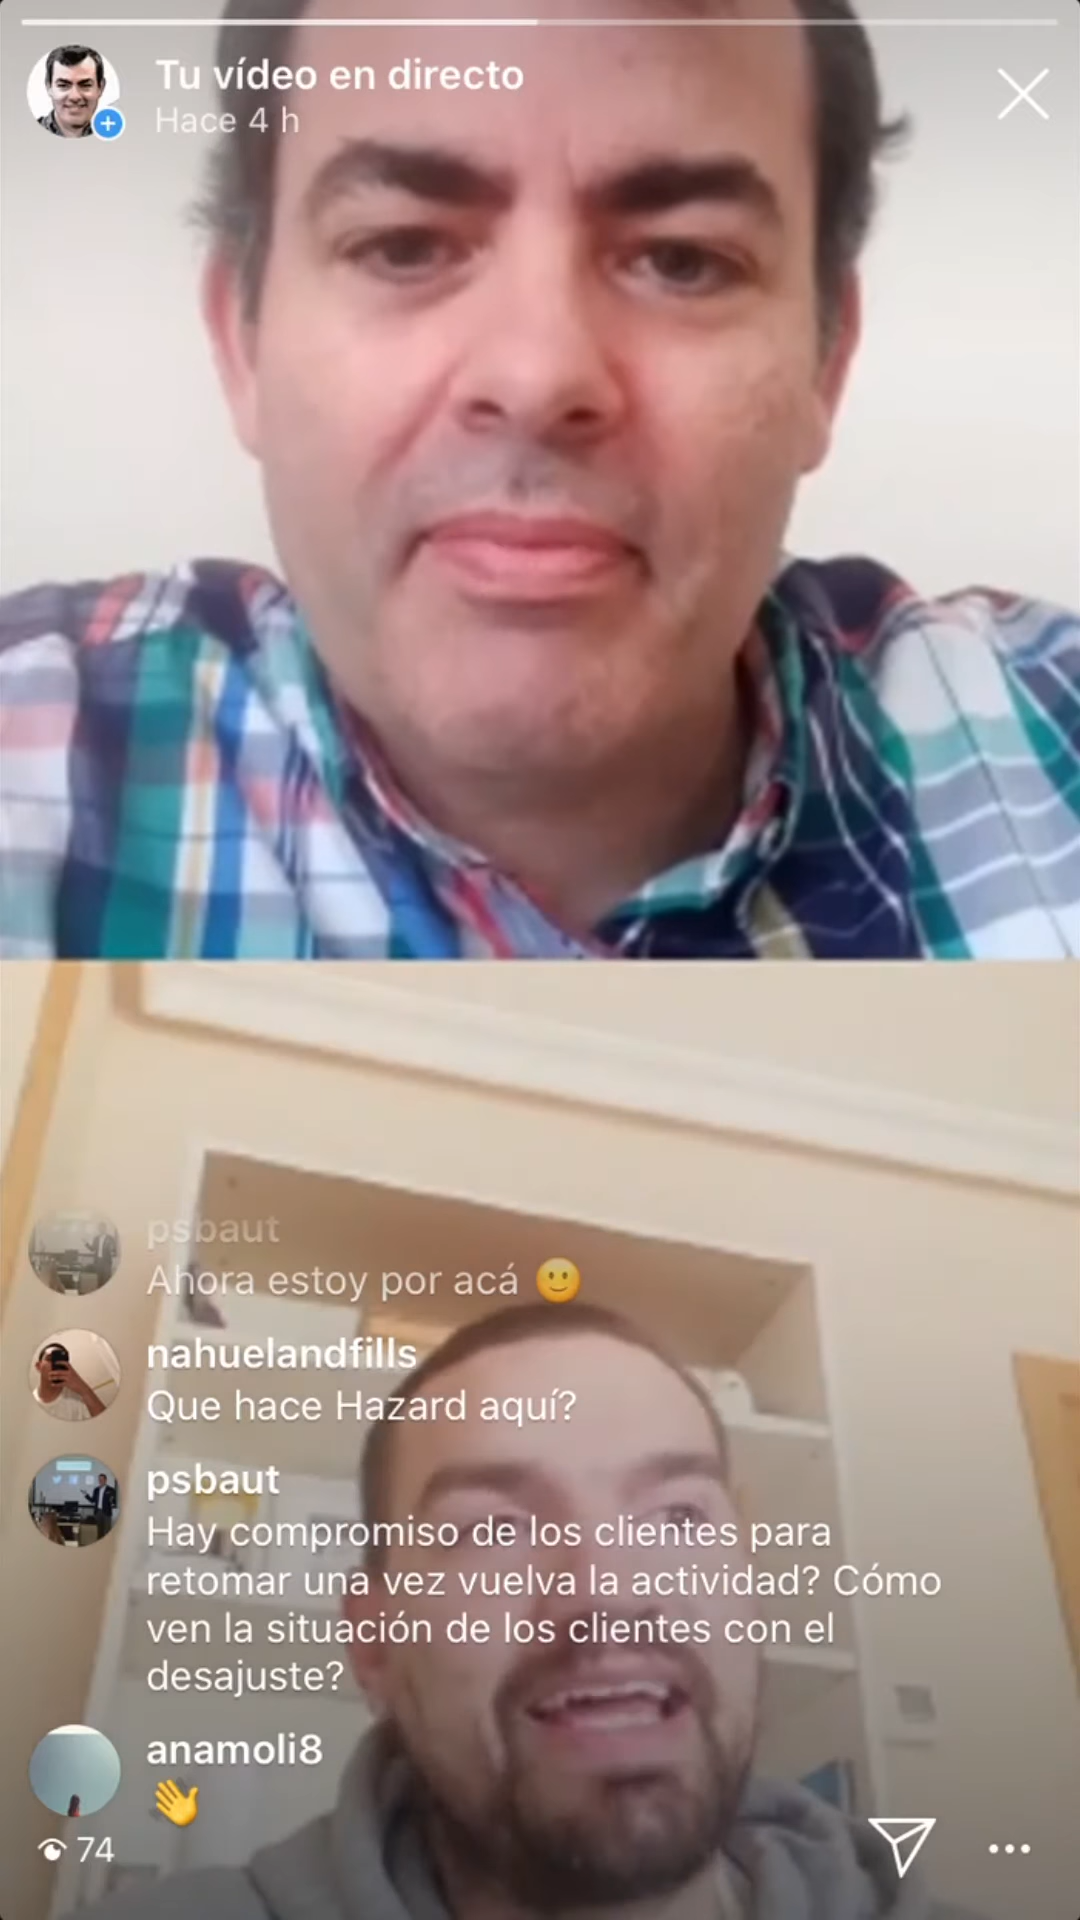 Tu vídeo en directo
Hace 4 h
psbaut
Ahora estoy por acá 🙂
nahuelandfills
Que hace Hazard aquí?
psbaut
Hay compromiso de los clientes para
retomar una vez vuelva la actividad? Cómo
ven la situación de los clientes con el
desajuste?
anamoli8
👋
74